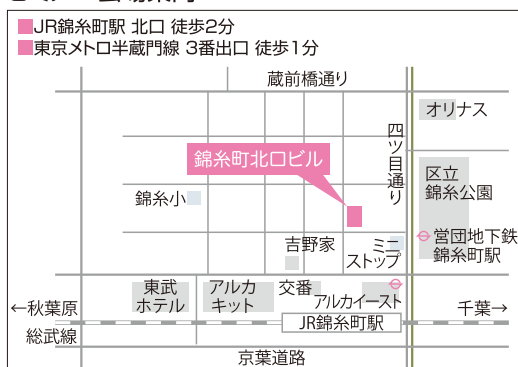 ■JR錦糸町駅 北口 徒歩2分
■東京メトロ半蔵門線 3番出口 徒歩1分
蔵前橋通り
オリナス
四ツ目通り
錦糸町北口ビル
区立
錦糸公園
錦糸小
吉野家
ミニ
ストップ
営団地下鉄
錦糸町駅
東武
ホテル
アルカ
キット
交番
アルカイースト
←秋葉原
千葉→
JR錦糸町駅
総武線
京葉道路